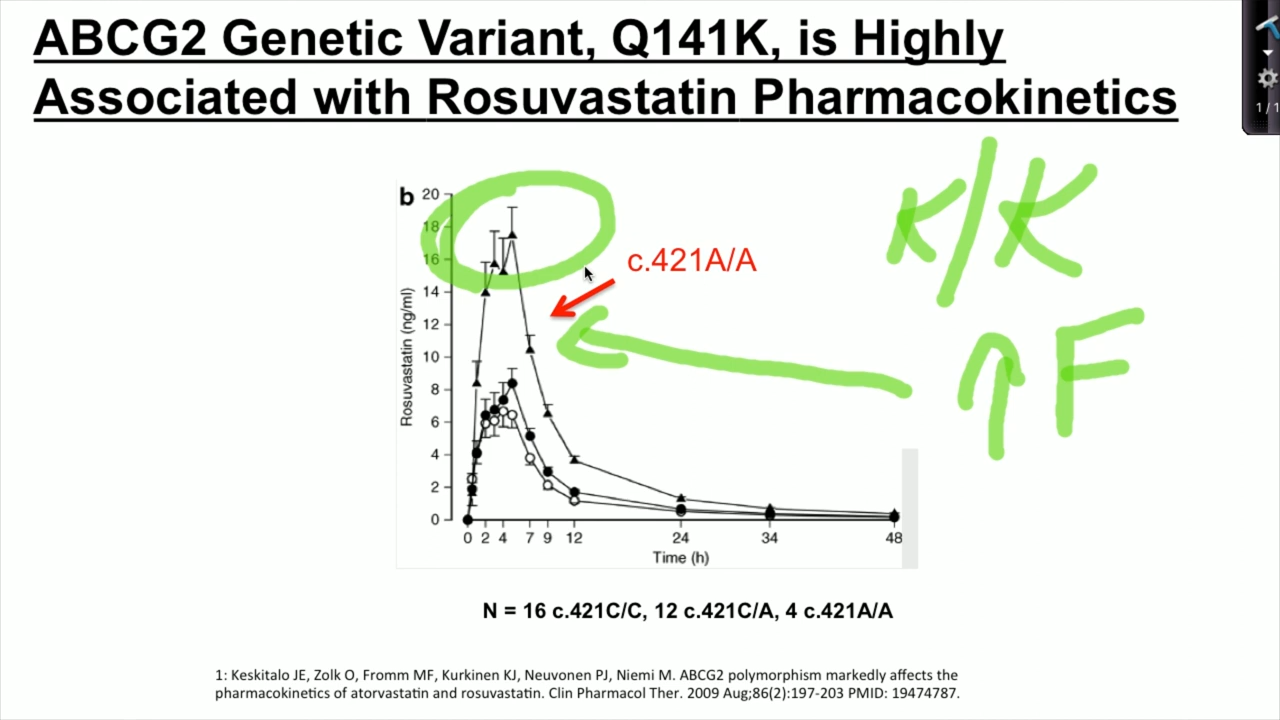 ABCG2 Genetic Variant, Q141K, is Highly
Associated with Rosuvastatin Pharmacokinetics
1/1
b
20
18
16
14
12
10
8
6
4
2
0
Rosuvastatin (ng/ml)
c.421A/A
K/K
↑F
0 2 4 7 9 12 24 34 48
Time (h)
N = 16 c.421C/C, 12 c.421C/A, 4 c.421A/A
1: Keskitalo JE, Zolk O, Fromm MF, Kurkinen KJ, Neuvonen PJ, Niemi M. ABCG2 polymorphism markedly affects the
pharmacokinetics of atorvastatin and rosuvastatin. Clin Pharmacol Ther. 2009 Aug;86(2):197-203 PMID: 19474787.